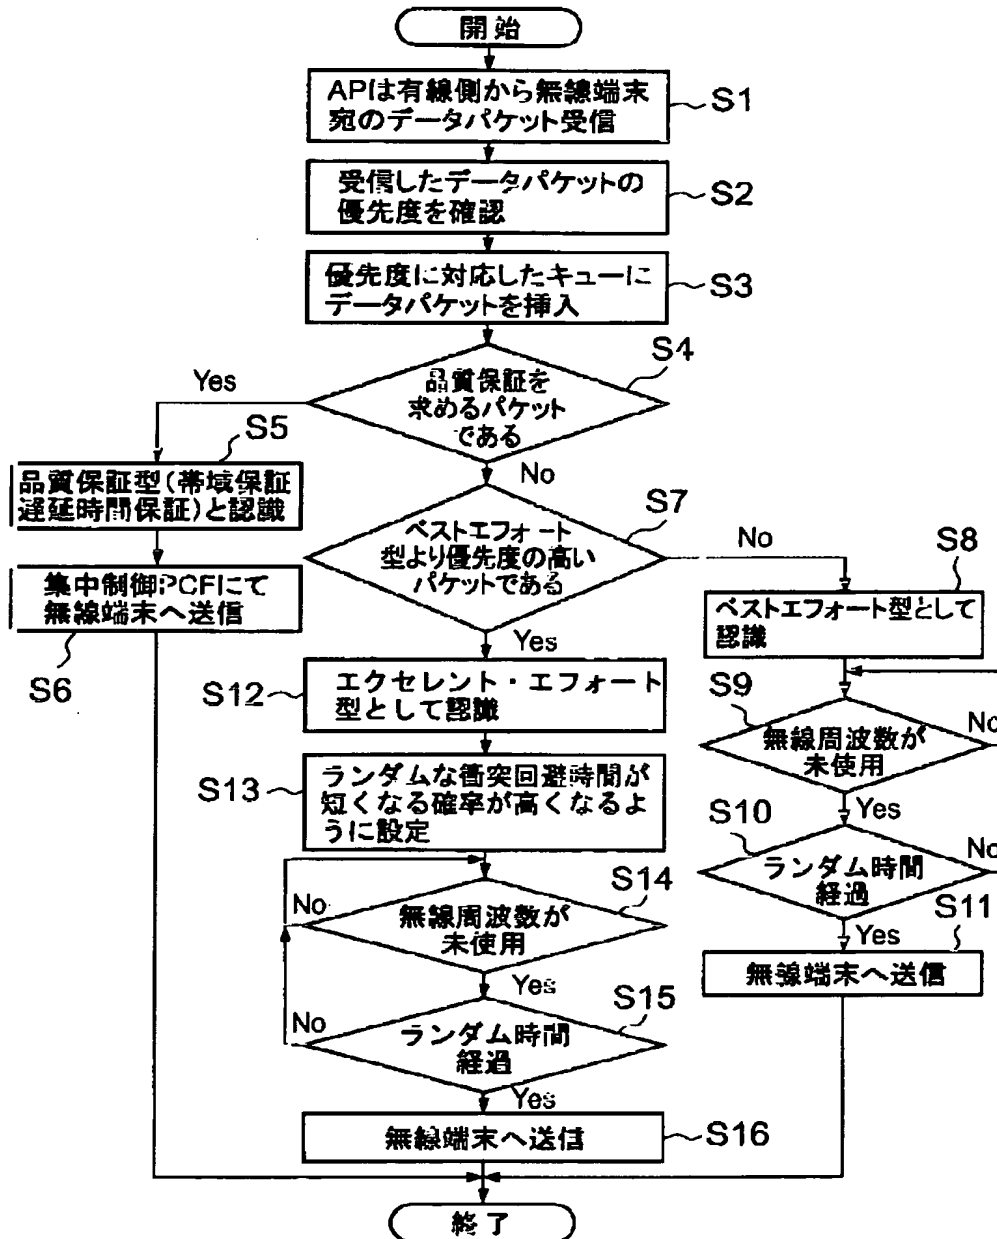 開始
APは有線側から無線端末
宛のデータパケット受信
S1
受信したデータパケットの
優先度を確認
S2
優先度に対応したキューに
データパケットを挿入
S3
S4
品質保証を
求めるパケット
である
Yes
No
S5
品質保証型(帯域保証
遅延時間保証)と認識
集中制御PCFにて
無線端末へ送信
S6
S7
ベストエフォート
型より優先度の高い
パケットである
No
Yes
S8
ベストエフォート型として
認識
S9
無線周波数が
未使用
No
Yes
S10
ランダム時間
経過
No
Yes
S11
無線端末へ送信
S12
エクセレント・エフォート
型として認識
S13
ランダムな衝突回避時間が
短くなる確率が高くなるよ
うに設定
S14
無線周波数が
未使用
No
Yes
S15
ランダム時間
経過
No
Yes
無線端末へ送信
S16
終了